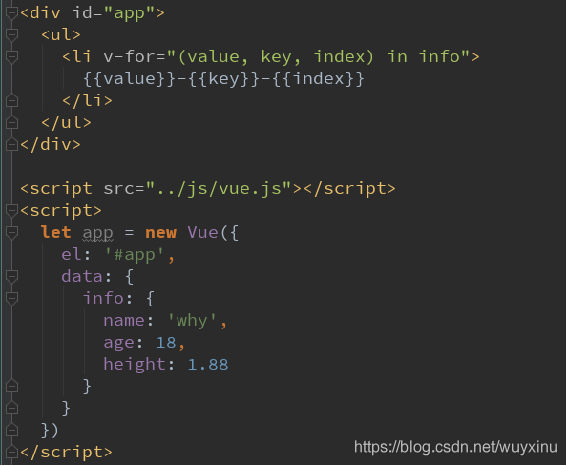 <div id="app">
  <ul>
    <li v-for="(value, key, index) in info">
      {{value}}-{{key}}-{{index}}
    </li>
  </ul>
</div>

<script src="../js/vue.js"></script>
<script>
  let app = new Vue({
    el: '#app',
    data: {
      info: {
        name: 'why',
        age: 18,
        height: 1.88
      }
    }
  })
</script>
https://blog.csdn.net/wuyxinu